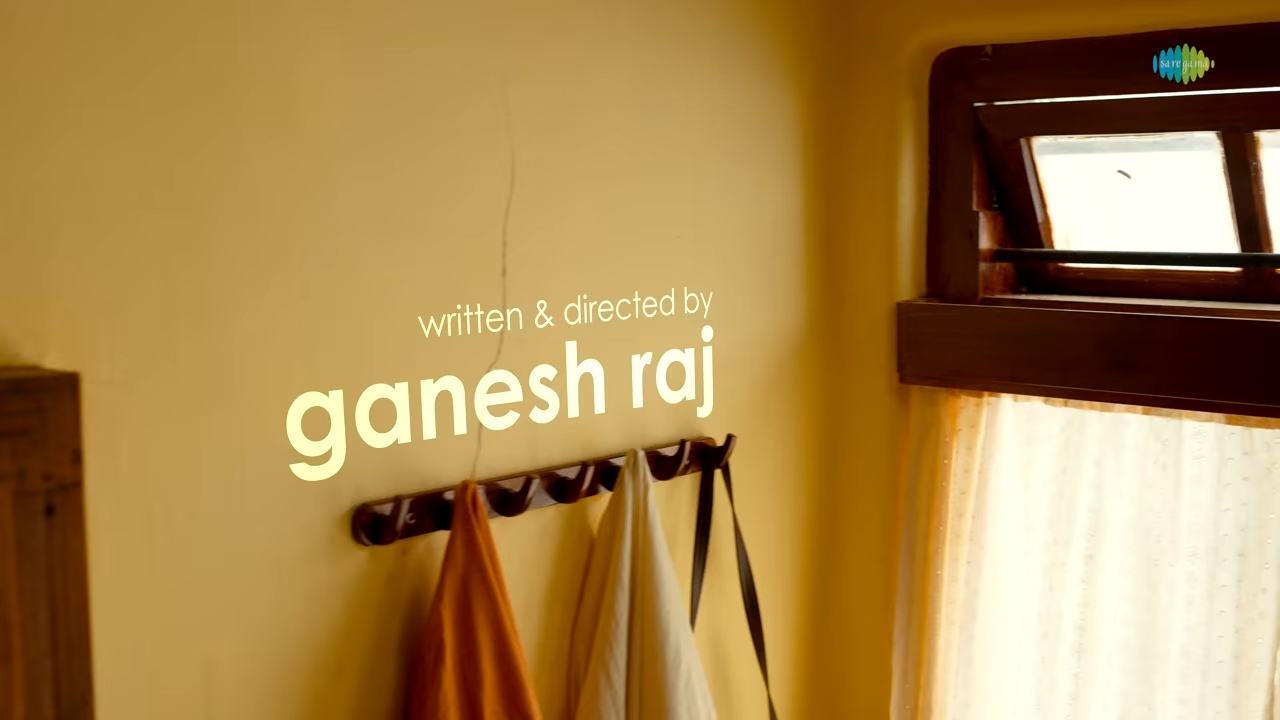 saregama
written & directed by
ganesh raj